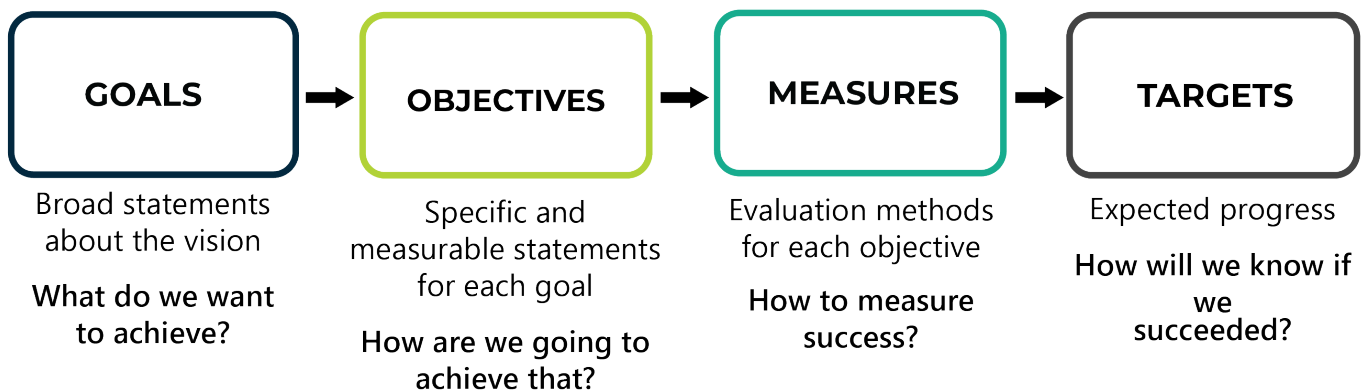 GOALS
Broad statements
about the vision
What do we want
to achieve?
OBJECTIVES
Specific and
measurable statements
for each goal
How are we going to
achieve that?
MEASURES
Evaluation methods
for each objective
How to measure
success?
TARGETS
Expected progress
How will we know if
we
succeeded?